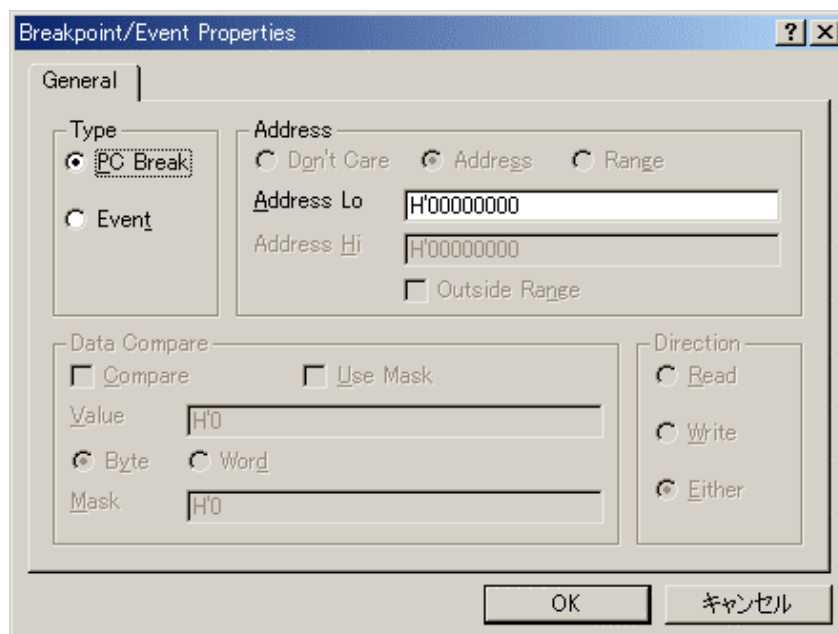 Breakpoint/Event Properties
General
Type
PC Break
Event
Address
Don't Care Address Range
Address Lo H'00000000
Address Hi H'00000000
Outside Range
Data Compare
Compare Use Mask
Value H'0
Byte Word
Mask H'0
Direction
Read
Write
Either
OK キャンセル